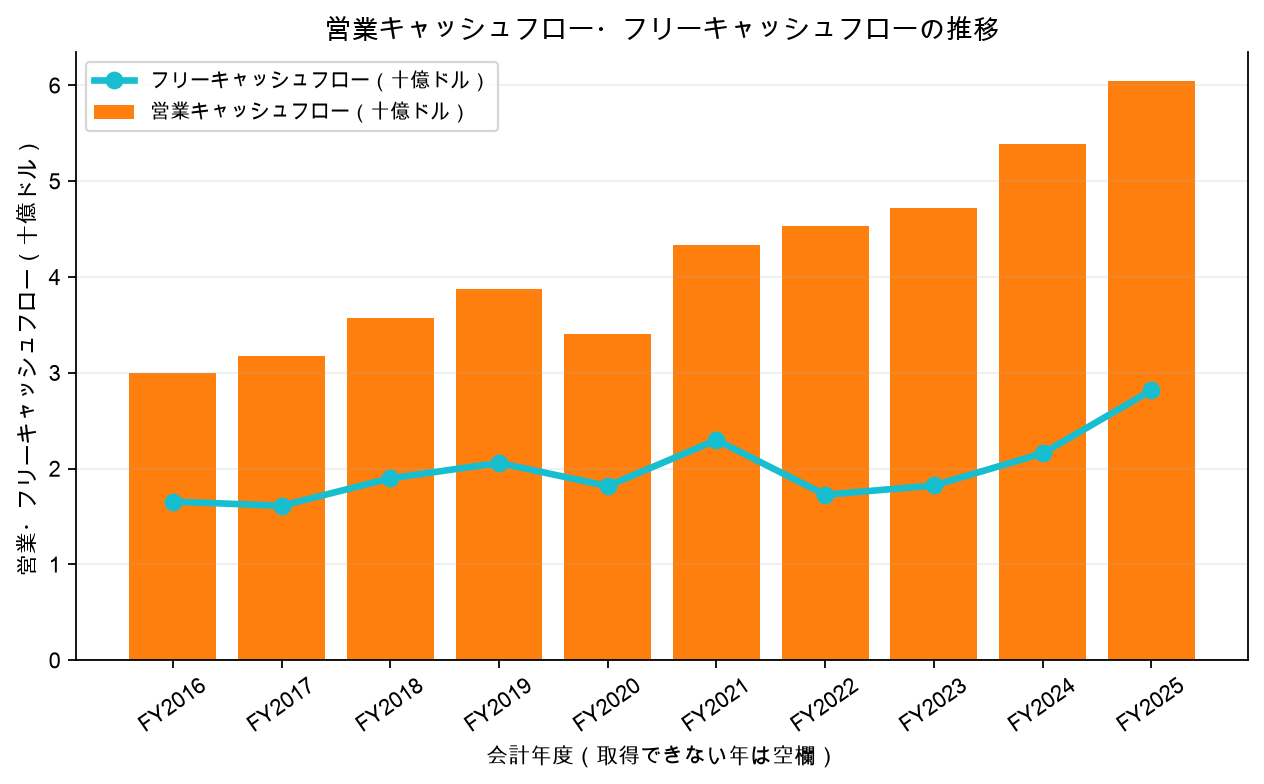 営業キャッシュフロー・フリーキャッシュフローの推移
フリーキャッシュフロー（十億ドル）
営業キャッシュフロー（十億ドル）
営業・フリーキャッシュフロー（十億ドル）
6
5
4
3
2
1
0
FY2016
FY2017
FY2018
FY2019
FY2020
FY2021
FY2022
FY2023
FY2024
FY2025
会計年度（取得できない年は空欄）